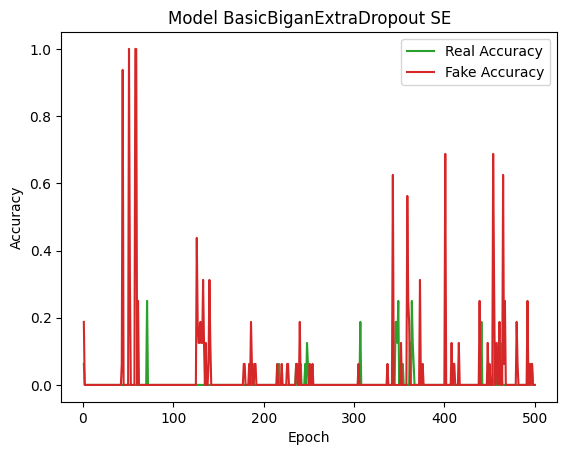 Model BasicBiganExtraDropout SE
Real Accuracy
Fake Accuracy
Accuracy
1.0
0.8
0.6
0.4
0.2
0.0
0 100 200 300 400 500
Epoch